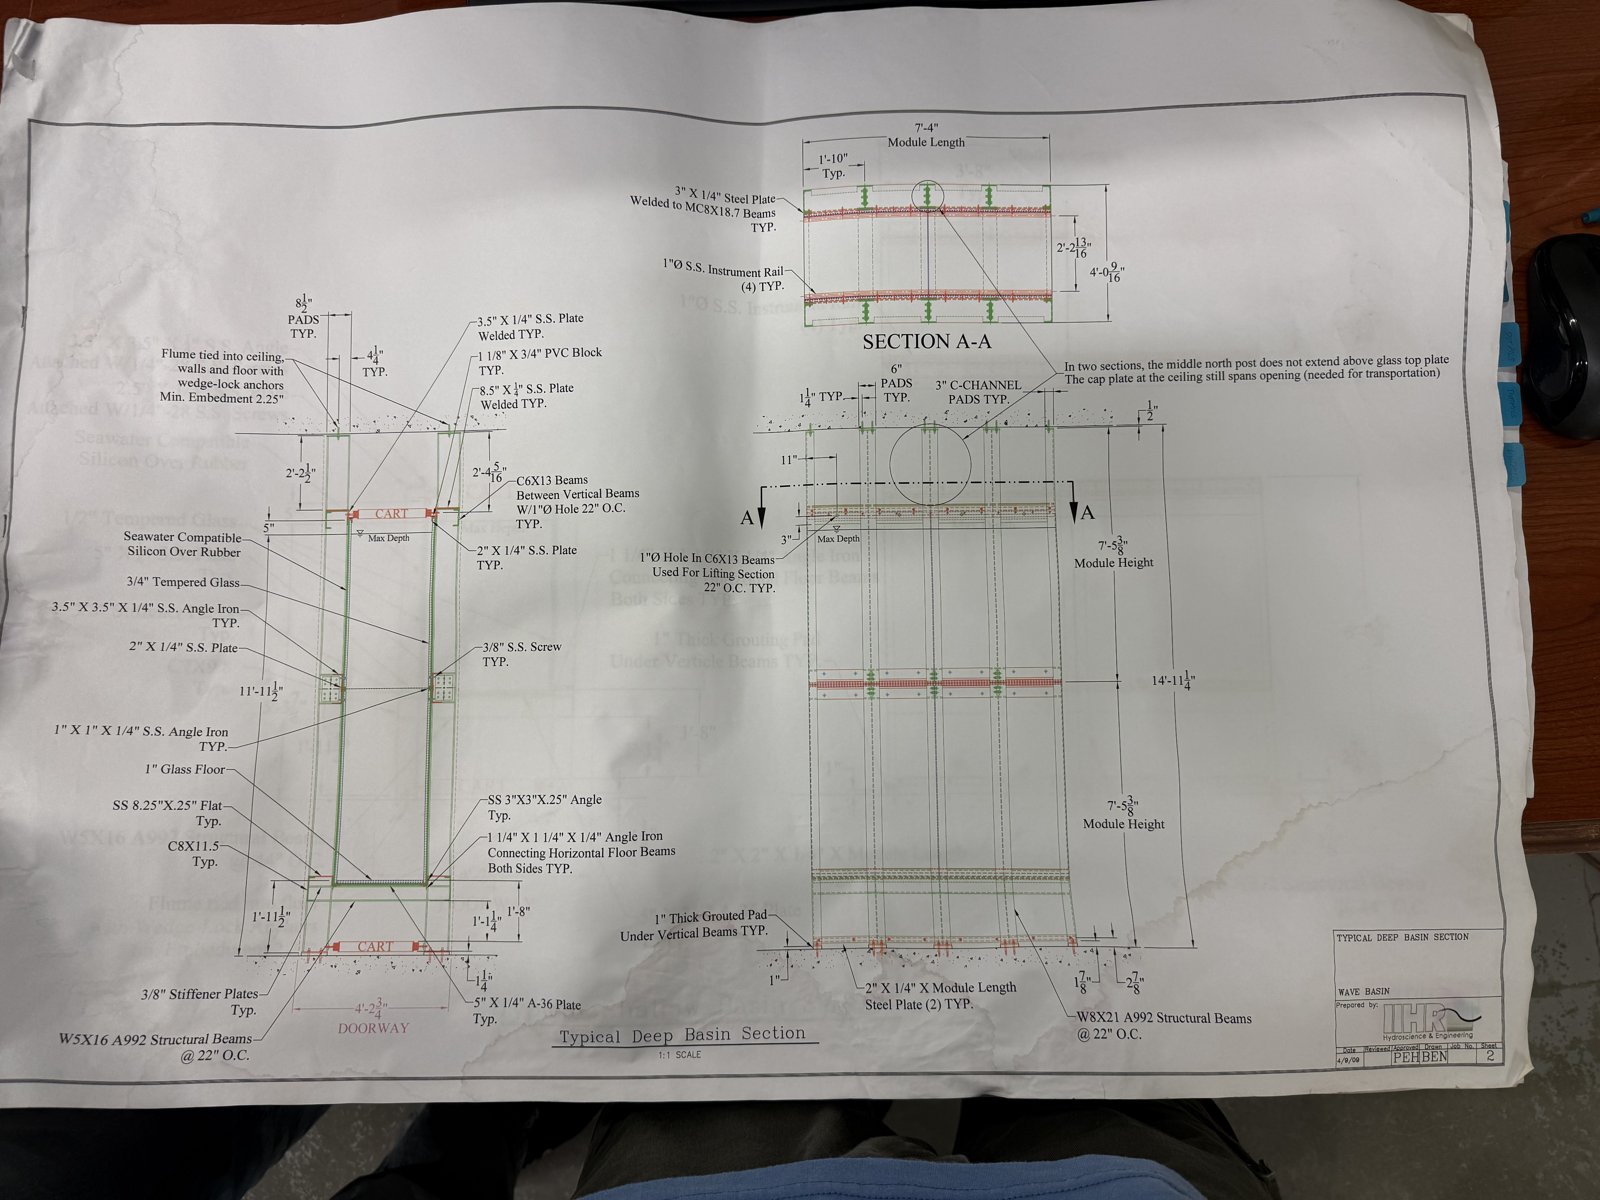 7'-4"
Module Length
1'-10"
Typ.
3" X 1/4" Steel Plate
Welded to MC8X18.7 Beams
TYP.
2'-2 13/16"
4'-0 9/16"
1"Ø S.S. Instrument Rail
(4) TYP.
SECTION A-A
8 1/2"
PADS
TYP.
4 1/4"
TYP.
Flume tied into ceiling,
walls and floor with
wedge-lock anchors
Min. Embedment 2.25"
3.5" X 1/4" S.S. Plate
Welded TYP.
1 1/8" X 3/4" PVC Block
TYP.
8.5" X 1/4" S.S. Plate
Welded TYP.
2'-2 1/2"
2'-4 5/16"
C6X13 Beams
Between Vertical Beams
W/1"Ø Hole 22" O.C.
TYP.
CART
5"
Max Depth
Seawater Compatible
Silicon Over Rubber
2" X 1/4" S.S. Plate
TYP.
3/4" Tempered Glass
3.5" X 3.5" X 1/4" S.S. Angle Iron
TYP.
2" X 1/4" S.S. Plate
3/8" S.S. Screw
TYP.
11'-11 1/2"
1" X 1" X 1/4" S.S. Angle Iron
TYP.
1" Glass Floor
SS 8.25"X.25" Flat
Typ.
C8X11.5
Typ.
SS 3"X3"X.25" Angle
Typ.
1 1/4" X 1 1/4" X 1/4" Angle Iron
Connecting Horizontal Floor Beams
Both Sides TYP.
1'-11 1/2"
1'-1 1/4"
1'-8"
CART
1 1/4"
3/8" Stiffener Plates
Typ.
4'-2 3/4"
DOORWAY
5" X 1/4" A-36 Plate
Typ.
W5X16 A992 Structural Beams
@ 22" O.C.
In two sections, the middle north post does not extend above glass top plate
The cap plate at the ceiling still spans opening (needed for transportation)
6"
PADS
TYP.
1 1/4" TYP.
3" C-CHANNEL
PADS TYP.
1/2"
11"
A
A
3"
Max Depth
1"Ø Hole In C6X13 Beams
Used For Lifting Section
22" O.C. TYP.
7'-5 3/8"
Module Height
14'-11 1/4"
7'-5 3/8"
Module Height
1" Thick Grouted Pad
Under Vertical Beams TYP.
1"
2" X 1/4" X Module Length
Steel Plate (2) TYP.
1 7/8"
2 7/8"
W8X21 A992 Structural Beams
@ 22" O.C.
Typical Deep Basin Section
1:1 SCALE
TYPICAL DEEP BASIN SECTION
WAVE BASIN
Prepared by:
IIHR
Hydroscience & Engineering
Date Reviewed Approved Drawn Job No. Sheet
4/9/09 PEH BEN 2